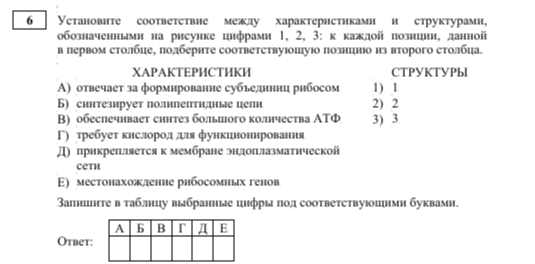 6 Установите соответствие между характеристиками и структурами,
обозначенными на рисунке цифрами 1, 2, 3: к каждой позиции, данной
в первом столбце, подберите соответствующую позицию из второго столбца.
ХАРАКТЕРИСТИКИ СТРУКТУРЫ
А) отвечает за формирование субъединиц рибосом 1) 1
Б) синтезирует полипептидные цепи 2) 2
В) обеспечивает синтез большого количества АТФ 3) 3
Г) требует кислород для функционирования
Д) прикрепляется к мембране эндоплазматической
сети
Е) местонахождение рибосомных генов
Запишите в таблицу выбранные цифры под соответствующими буквами.
А Б В Г Д Е
Ответ: